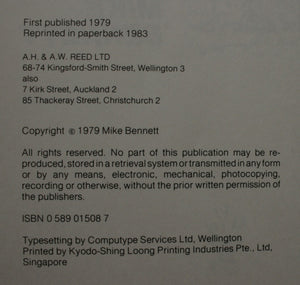 First published 1979
Reprinted in paperback 1983
A.H. & A.W. REED LTD
68-74 Kingsford-Smith Street, Wellington 3
also
7 Kirk Street, Auckland 2
85 Thackeray Street, Christchurch 2
Copyright © 1979 Mike Bennett
All rights reserved. No part of this publication may be re-
produced, stored in a retrieval system or transmitted in any form
or by any means, electronic, mechanical, photocopying,
recording or otherwise, without the prior written permission of
the publishers.
ISBN 0 589 01508 7
Typesetting by Computype Services Ltd, Wellington
Printed by Kyodo-Shing Loong Printing Industries Pte., Ltd,
Singapore